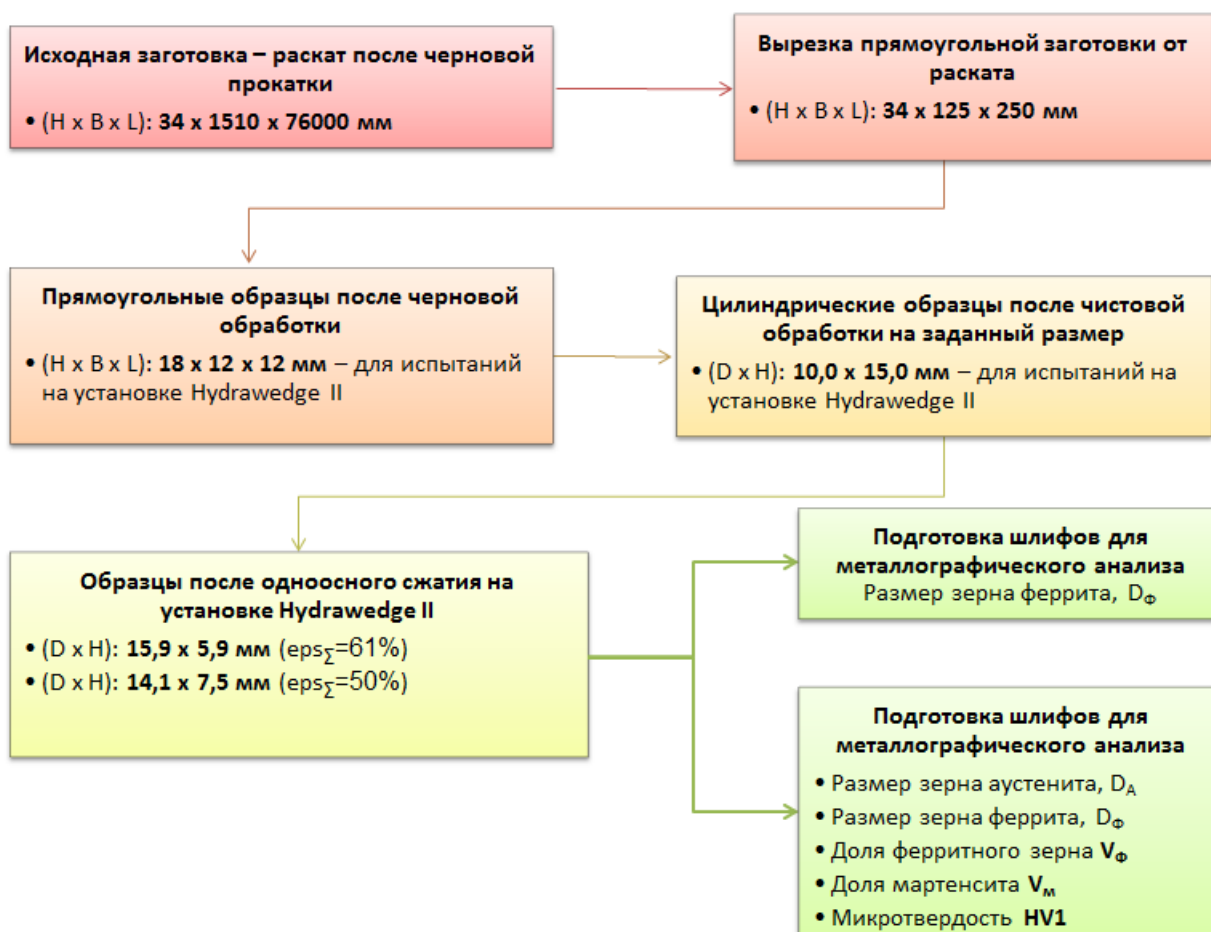 Исходная заготовка – раскат после черновой
прокатки
• (H x B x L): 34 x 1510 x 76000 мм
Вырезка прямоугольной заготовки от
раската
• (H x B x L): 34 x 125 x 250 мм
Прямоугольные образцы после черновой
обработки
• (H x B x L): 18 x 12 x 12 мм – для испытаний
на установке Hydrawedge II
Цилиндрические образцы после чистовой
обработки на заданный размер
• (D x H): 10,0 x 15,0 мм – для испытаний на
установке Hydrawedge II
Образцы после одноосного сжатия на
установке Hydrawedge II
• (D x H): 15,9 x 5,9 мм (eps∑=61%)
• (D x H): 14,1 x 7,5 мм (eps∑=50%)
Подготовка шлифов для
металлографического анализа
Размер зерна феррита, DФ
Подготовка шлифов для
металлографического анализа
• Размер зерна аустенита, DА
• Размер зерна феррита, DФ
• Доля ферритного зерна VФ
• Доля мартенсита Vм
• Микротвердость HV1